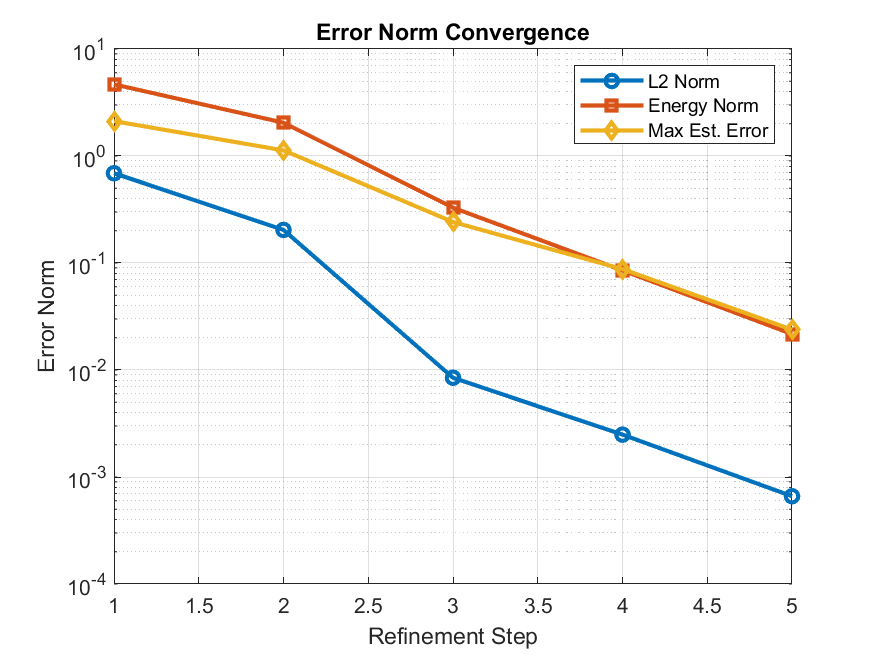 Error Norm Convergence
L2 Norm
Energy Norm
Max Est. Error
Error Norm
10^1
10^0
10^-1
10^-2
10^-3
10^-4
1 1.5 2 2.5 3 3.5 4 4.5 5
Refinement Step